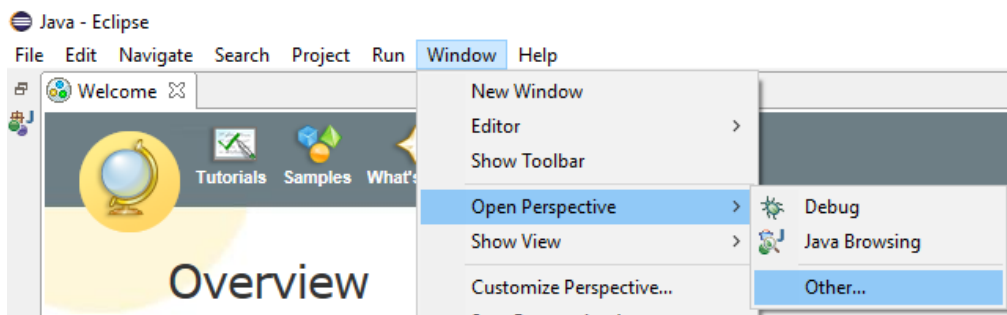 Java - Eclipse
File Edit Navigate Search Project Run Window Help
Welcome
New Window
Editor
Show Toolbar
Tutorials Samples What's
Open Perspective
Debug
Show View
Java Browsing
Overview
Customize Perspective...
Other...